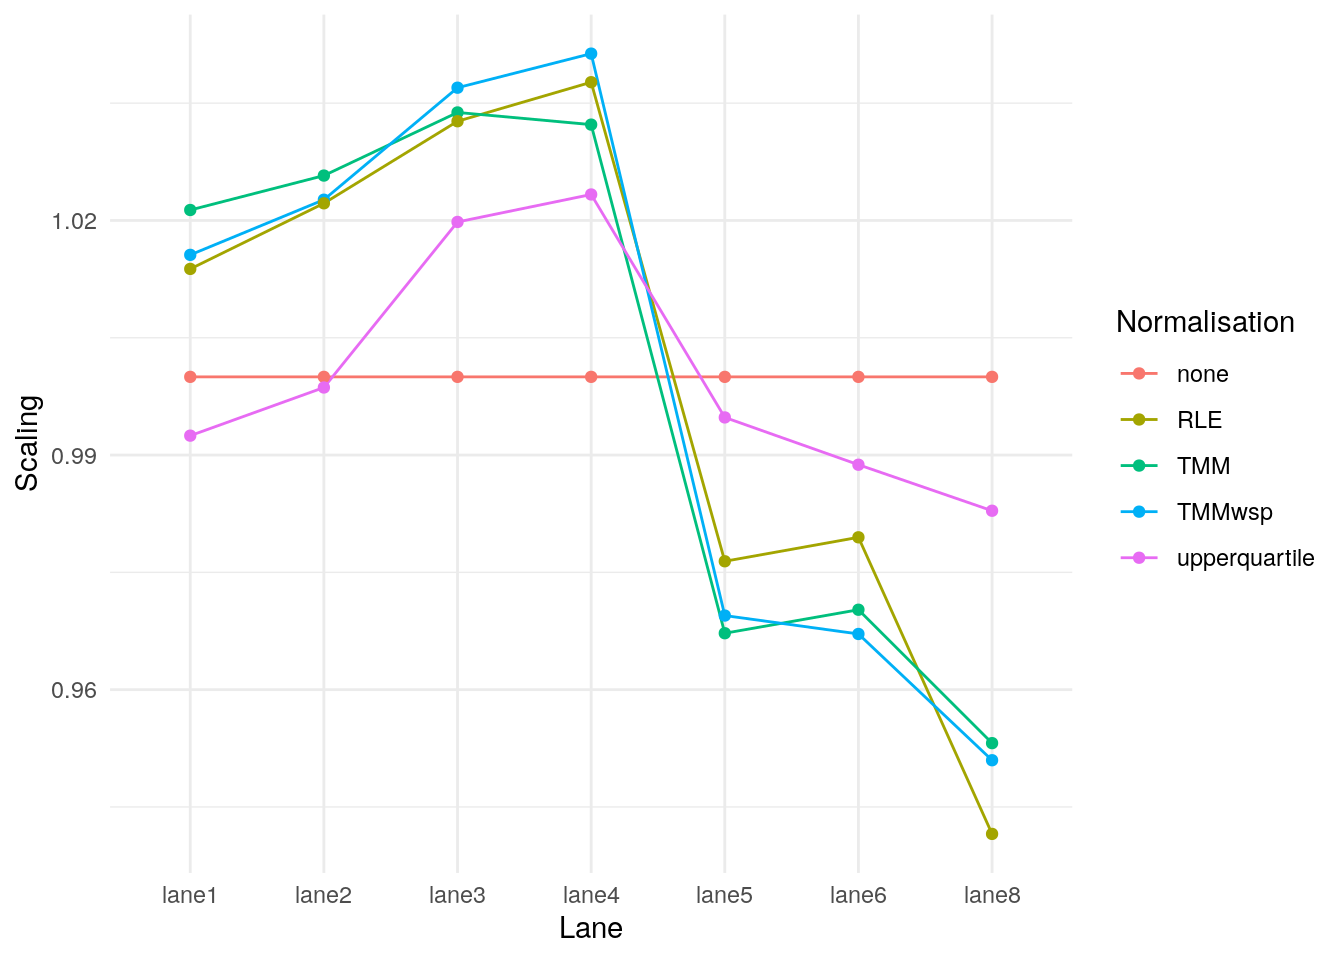 1.02
0.99
0.96
Scaling
lane1 lane2 lane3 lane4 lane5 lane6 lane8
Lane
Normalisation
none
RLE
TMM
TMMwsp
upperquartile